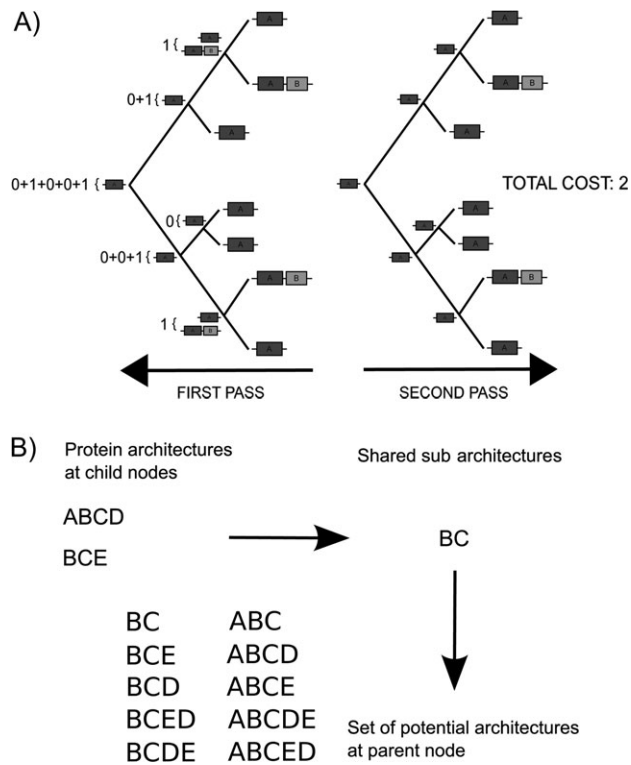 A)
A
1{
B
A
B
0+1{
A
0+1+0+0+1 {
0{
A
A
0+0+1 {
A
B
1 {
B
A
FIRST PASS
A
A
B
A
TOTAL COST: 2
A
A
A
B
A
SECOND PASS
B)
Protein architectures
at child nodes
ABCD
BCE
Shared sub architectures
BC
BC
ABC
BCE
ABCD
BCD
ABCE
BCED
ABCDE
BCDE
ABCED
Set of potential architectures
at parent node